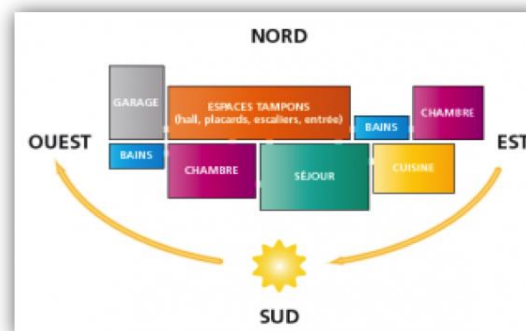 NORD
GARAGE
ESPACES TAMPONS
(hall, placards, escaliers, entrée)
BAINS
CHAMBRE
OUEST
EST
BAINS
CHAMBRE
SÉJOUR
CUISINE
SUD